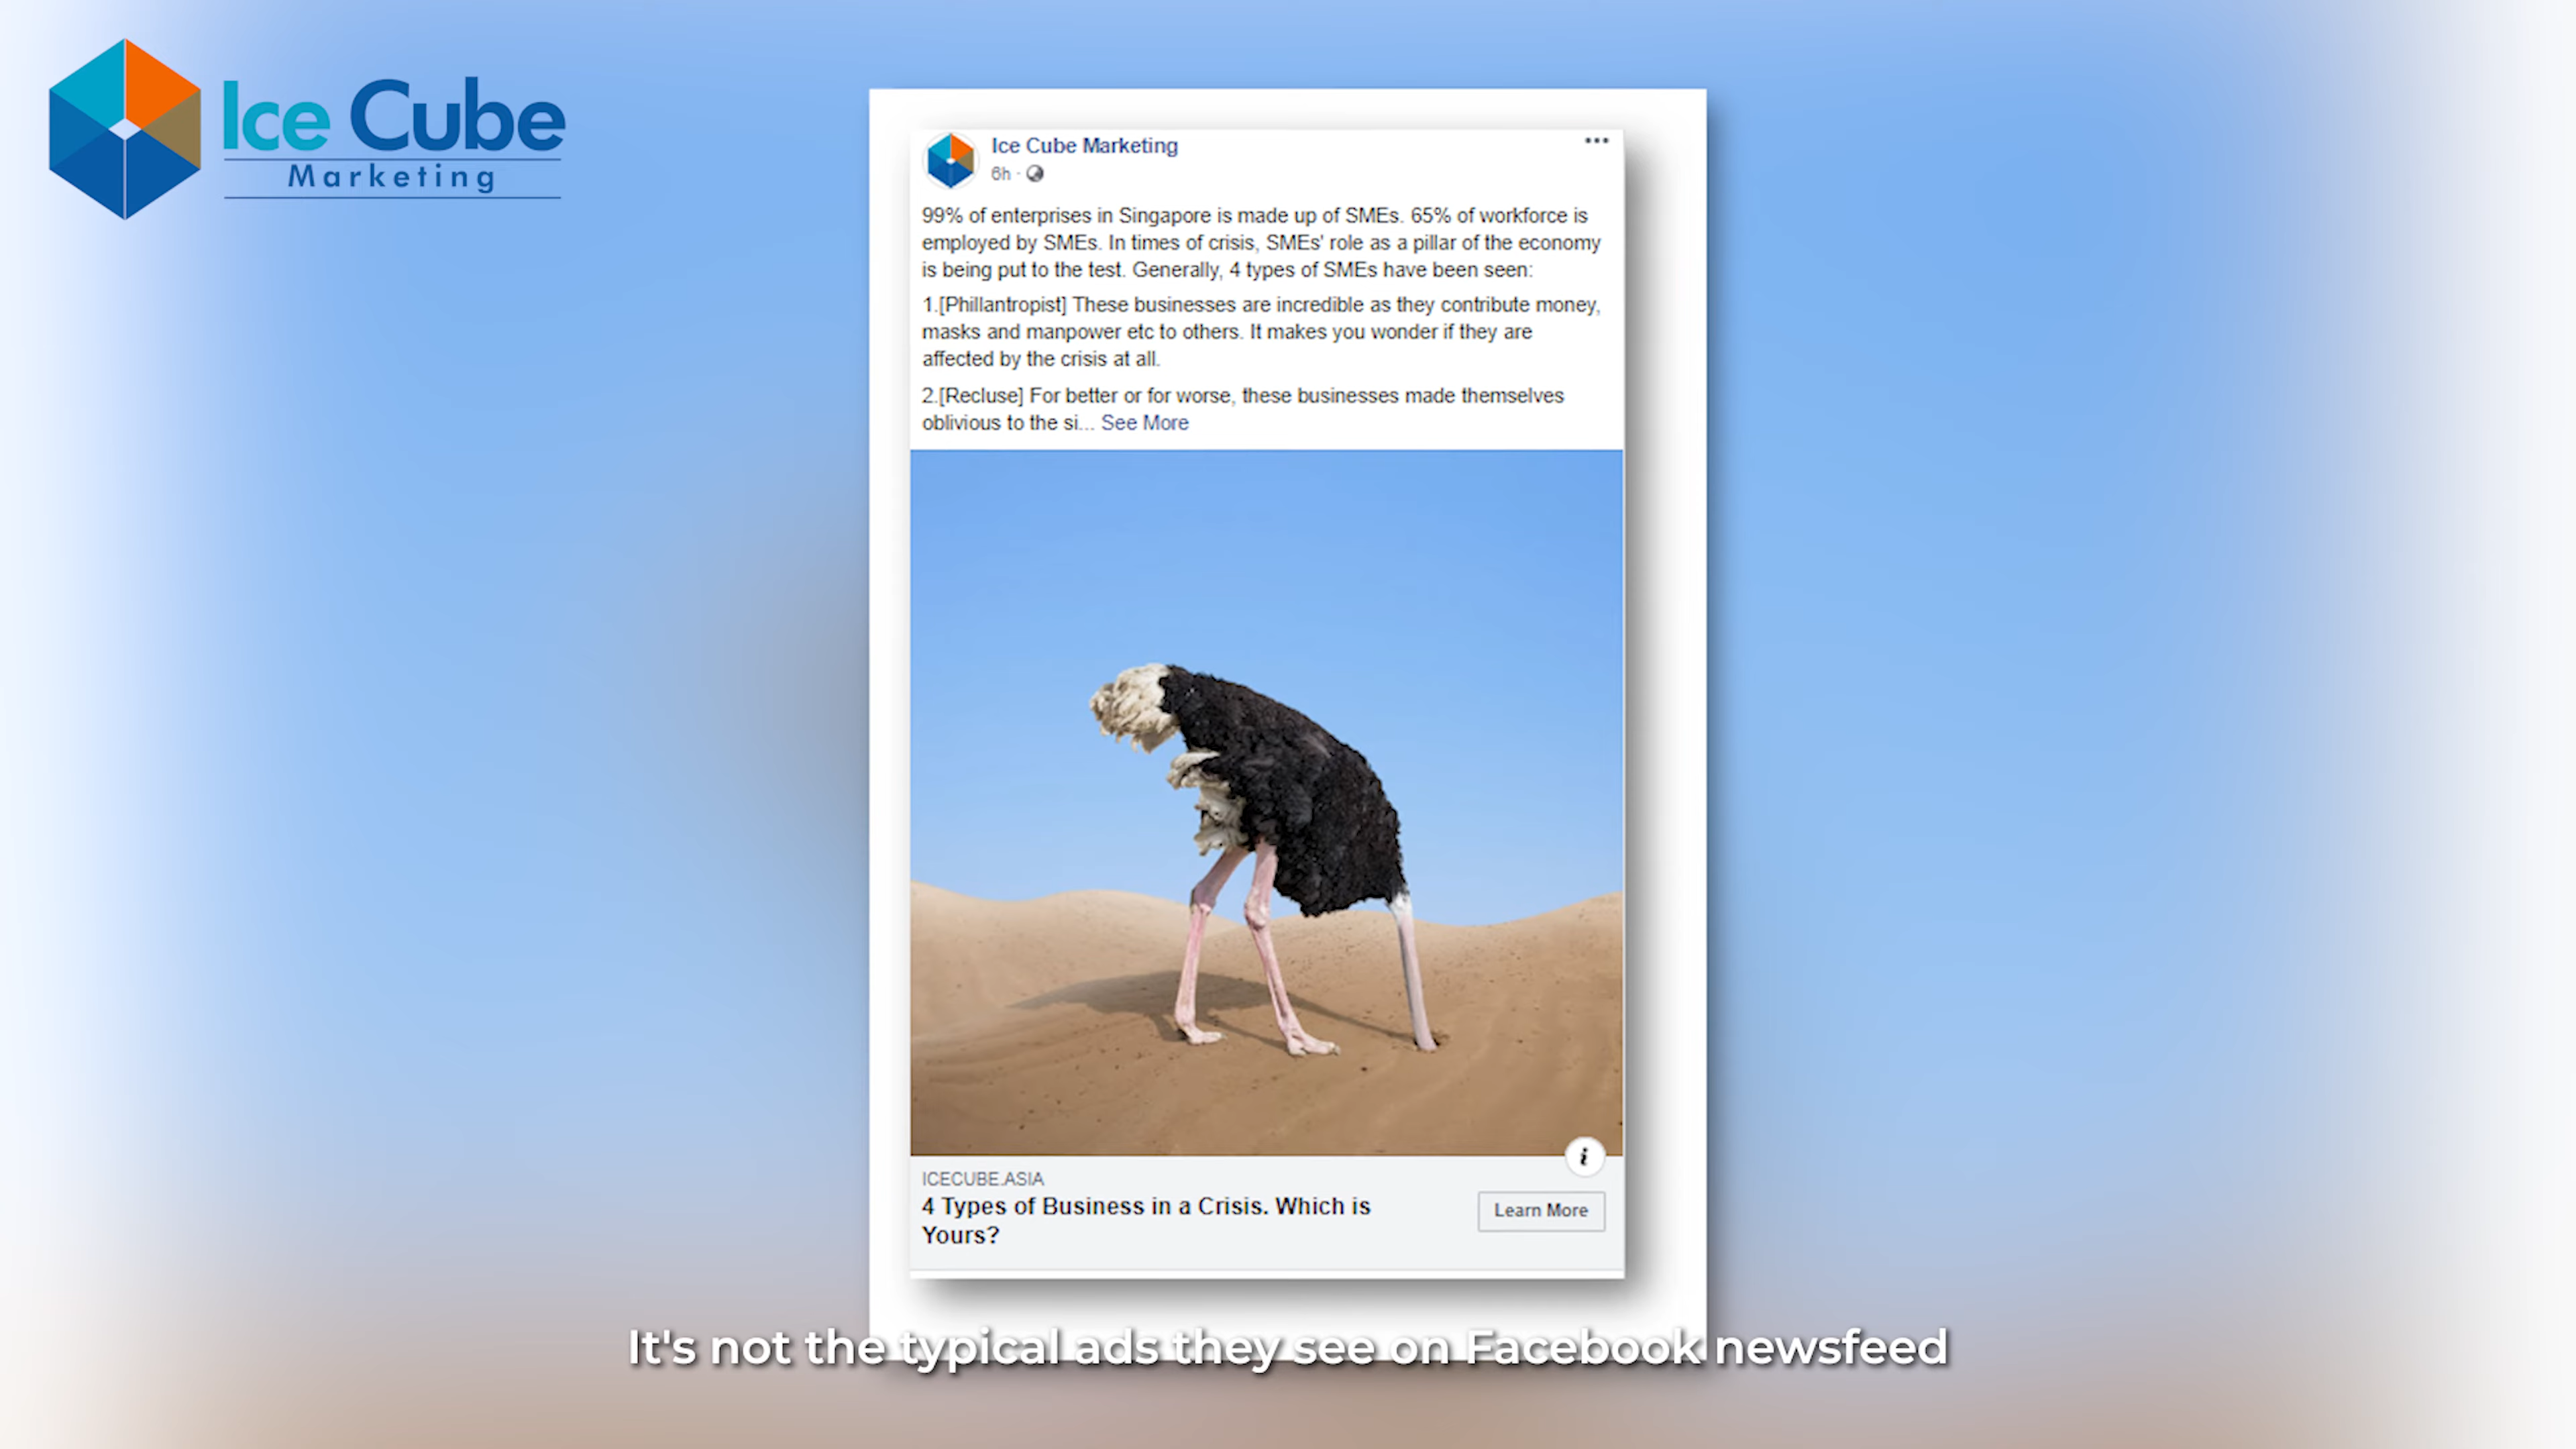 Ice Cube
Marketing
Ice Cube Marketing
6h ·
99% of enterprises in Singapore is made up of SMEs. 65% of workforce is
employed by SMEs. In times of crisis, SMEs' role as a pillar of the economy
is being put to the test. Generally, 4 types of SMEs have been seen:
1.[Phillantropist] These businesses are incredible as they contribute money,
masks and manpower etc to others. It makes you wonder if they are
affected by the crisis at all.
2.[Recluse] For better or for worse, these businesses made themselves
oblivious to the si... See More
i
ICECUBE.ASIA
4 Types of Business in a Crisis. Which is
Yours?
Learn More
It's not the typical ads they see on Facebook newsfeed